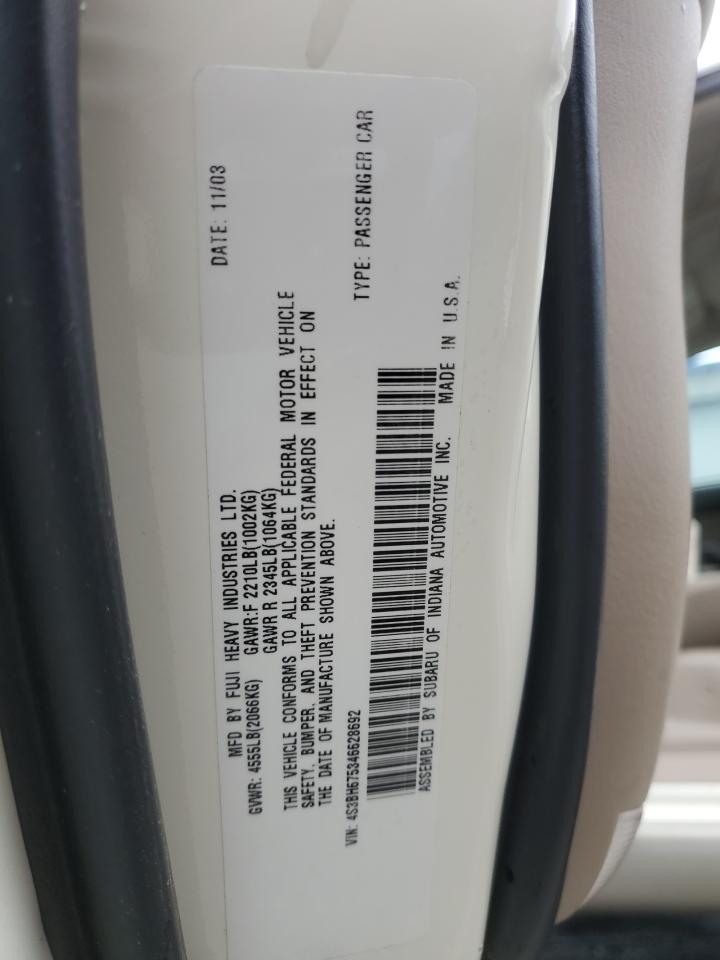 MFD BY FUJI HEAVY INDUSTRIES LTD. DATE: 11/03
GVWR: 4555LB(2066KG) GAWR:F 2210LB(1002KG)
GAWR R 2345LB(1064KG)
THIS VEHICLE CONFORMS TO ALL APPLICABLE FEDERAL MOTOR VEHICLE
SAFETY, BUMPER, AND THEFT PREVENTION STANDARDS IN EFFECT ON
THE DATE OF MANUFACTURE SHOWN ABOVE.
VIN: 4S3BH675346628692 TYPE: PASSENGER CAR
ASSEMBLED BY SUBARU OF INDIANA AUTOMOTIVE INC. MADE IN U.S.A.